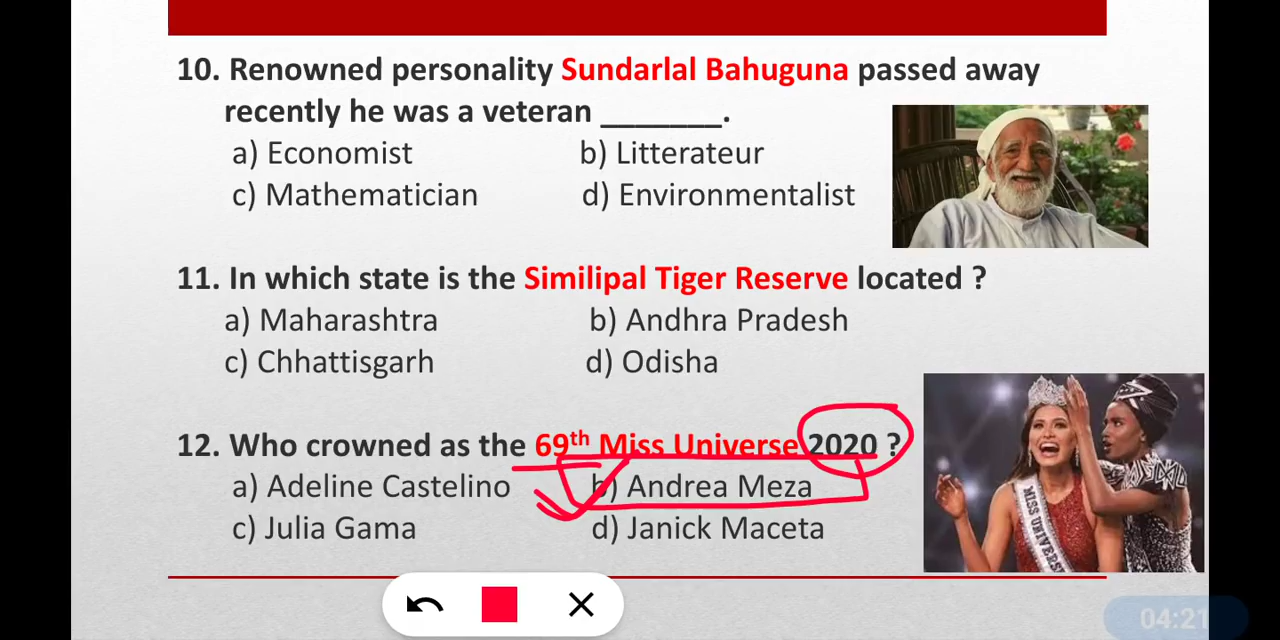 10. Renowned personality Sundarlal Bahuguna passed away
recently he was a veteran _______.
a) Economist b) Litterateur
c) Mathematician d) Environmentalist
11. In which state is the Similipal Tiger Reserve located ?
a) Maharashtra b) Andhra Pradesh
c) Chhattisgarh d) Odisha
12. Who crowned as the 69th Miss Universe 2020 ?
a) Adeline Castelino b) Andrea Meza
c) Julia Gama d) Janick Maceta
MISS UNIVERSE
04:21